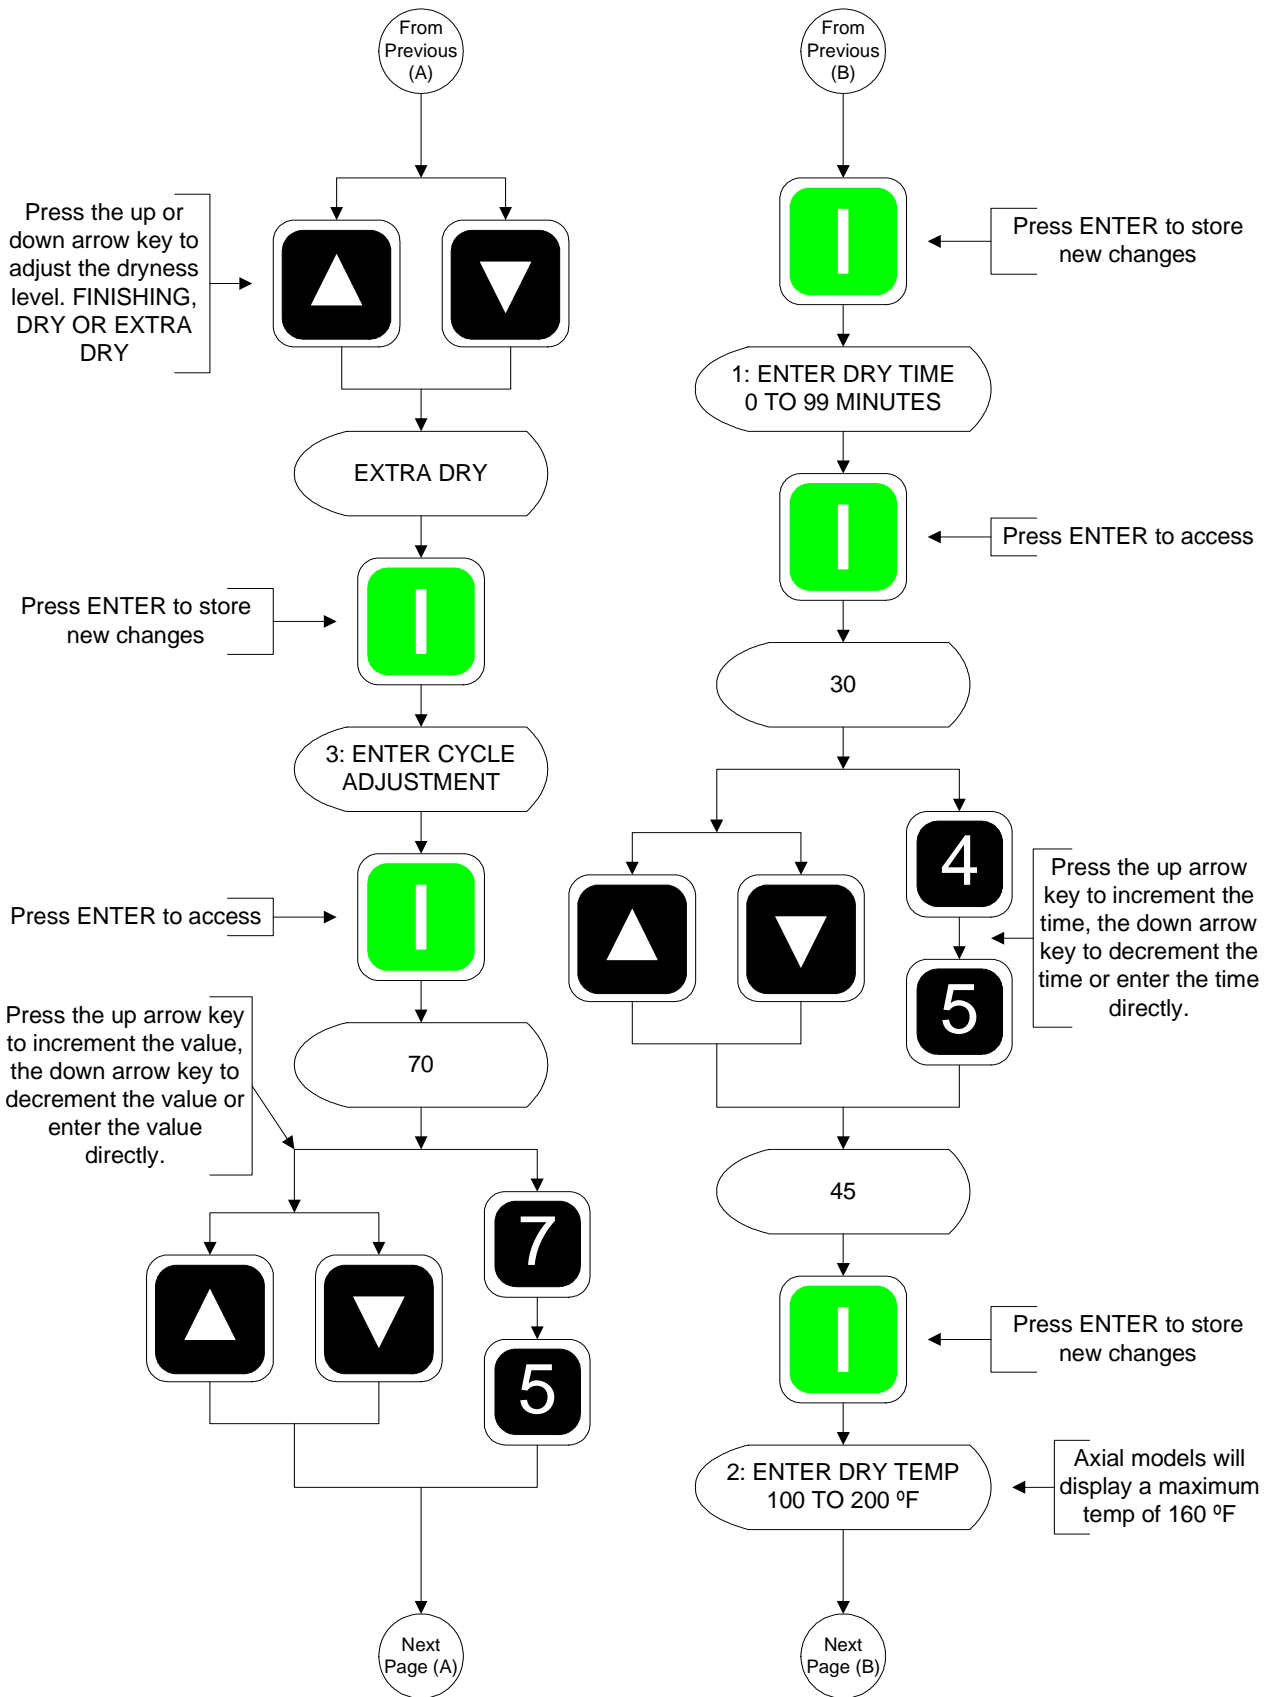 From
Previous
(A)
Press the up or
down arrow key to
adjust the dryness
level. FINISHING,
DRY OR EXTRA
DRY
EXTRA DRY
Press ENTER to store
new changes
3: ENTER CYCLE
ADJUSTMENT
Press ENTER to access
70
Press the up arrow key
to increment the value,
the down arrow key to
decrement the value or
enter the value
directly.
7
5
Next
Page (A)
From
Previous
(B)
Press ENTER to store
new changes
1: ENTER DRY TIME
0 TO 99 MINUTES
Press ENTER to access
30
4
5
Press the up arrow
key to increment the
time, the down arrow
key to decrement the
time or enter the time
directly.
45
Press ENTER to store
new changes
2: ENTER DRY TEMP
100 TO 200 ºF
Axial models will
display a maximum
temp of 160 ºF
Next
Page (B)